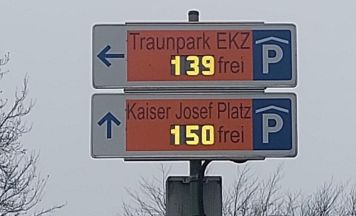 Traunpark EKZ
139 frei P
Kaiser Josef Platz
150 frei P